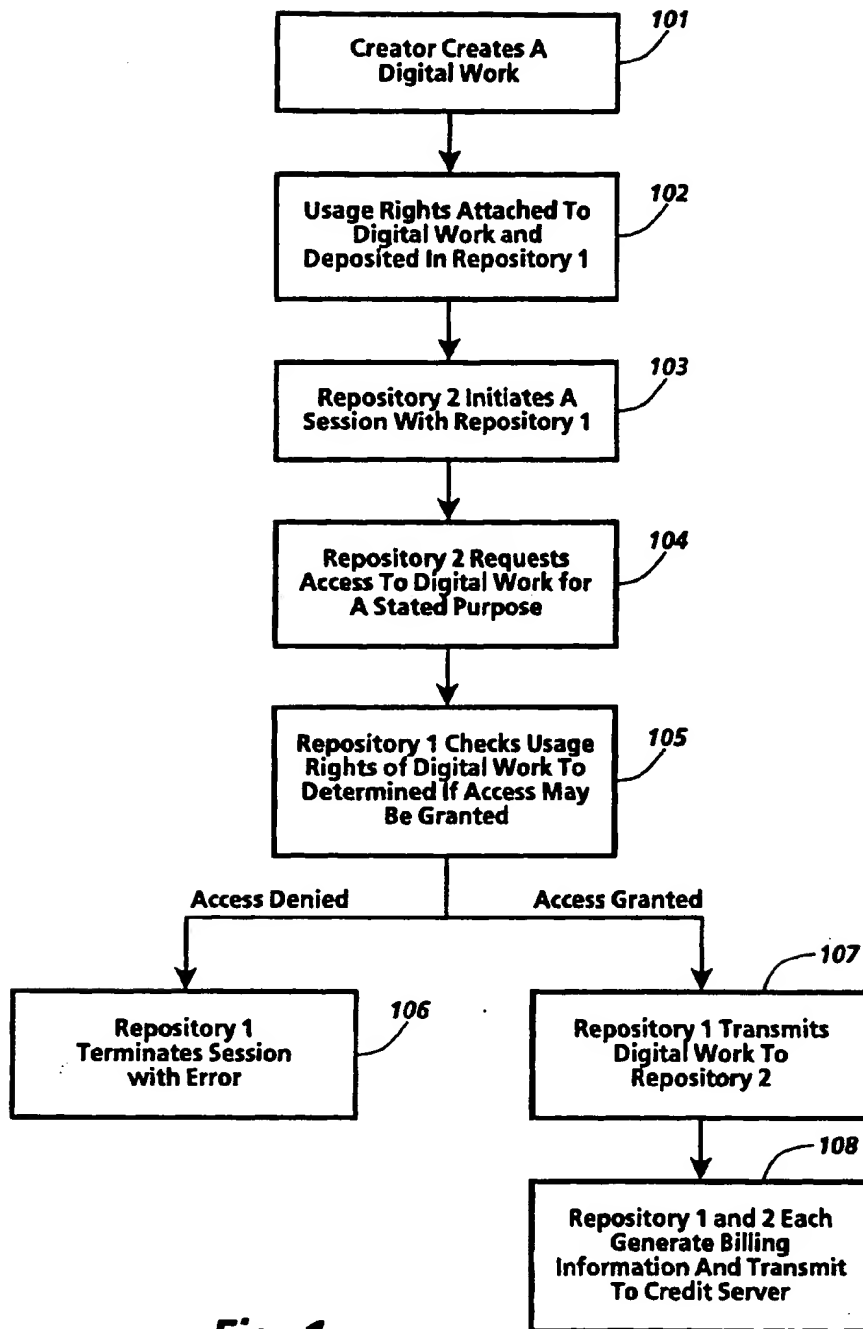 101
Creator Creates A
Digital Work
102
Usage Rights Attached To
Digital Work and
Deposited In Repository 1
103
Repository 2 Initiates A
Session With Repository 1
104
Repository 2 Requests
Access To Digital Work for
A Stated Purpose
105
Repository 1 Checks Usage
Rights of Digital Work To
Determined If Access May
Be Granted
Access Denied
Access Granted
106
Repository 1
Terminates Session
with Error
107
Repository 1 Transmits
Digital Work To
Repository 2
108
Repository 1 and 2 Each
Generate Billing
Information And Transmit
To Credit Server
Fig. 1